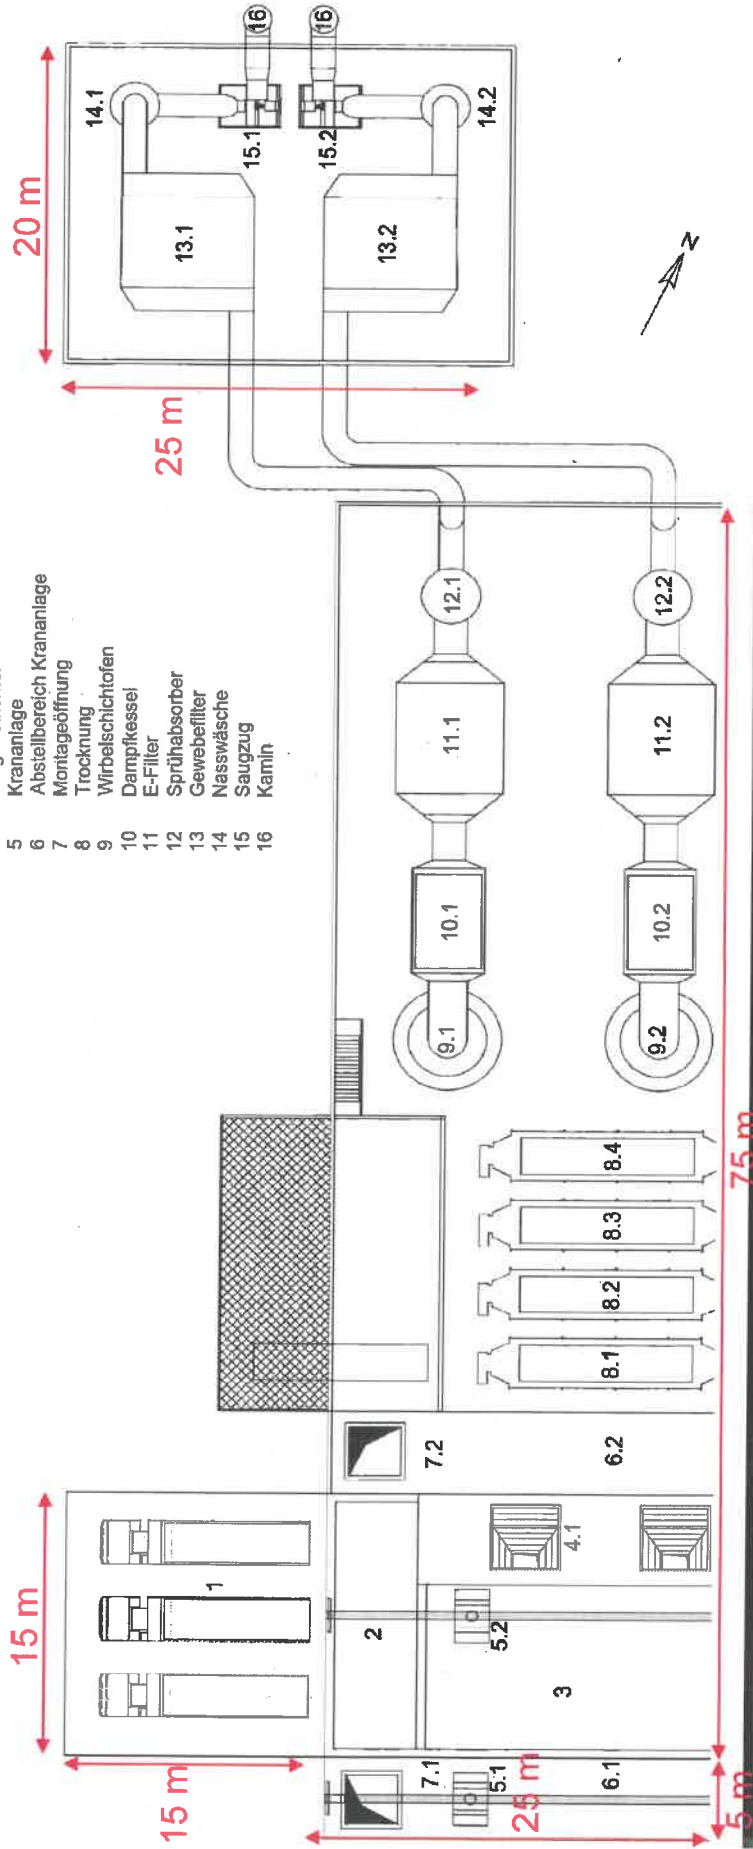 5 Krananlage
6 Abstellbereich Krananlage
7 Montageöffnung
8 Trocknung
9 Wirbelschichtofen
10 Dampfkessel
11 E-Filter
12 Sprühabsorber
13 Gewebefilter
14 Nasswäsche
15 Saugzug
16 Kamin
15 m
15 m
1
2
3
4.1
5.1
5.2
6.1
6.2
7.1
7.2
25 m
5 m
75 m
8.1
8.2
8.3
8.4
9.1
9.2
10.1
10.2
11.1
11.2
12.1
12.2
20 m
25 m
13.1
13.2
14.1
14.2
15.1
15.2
16
16
N